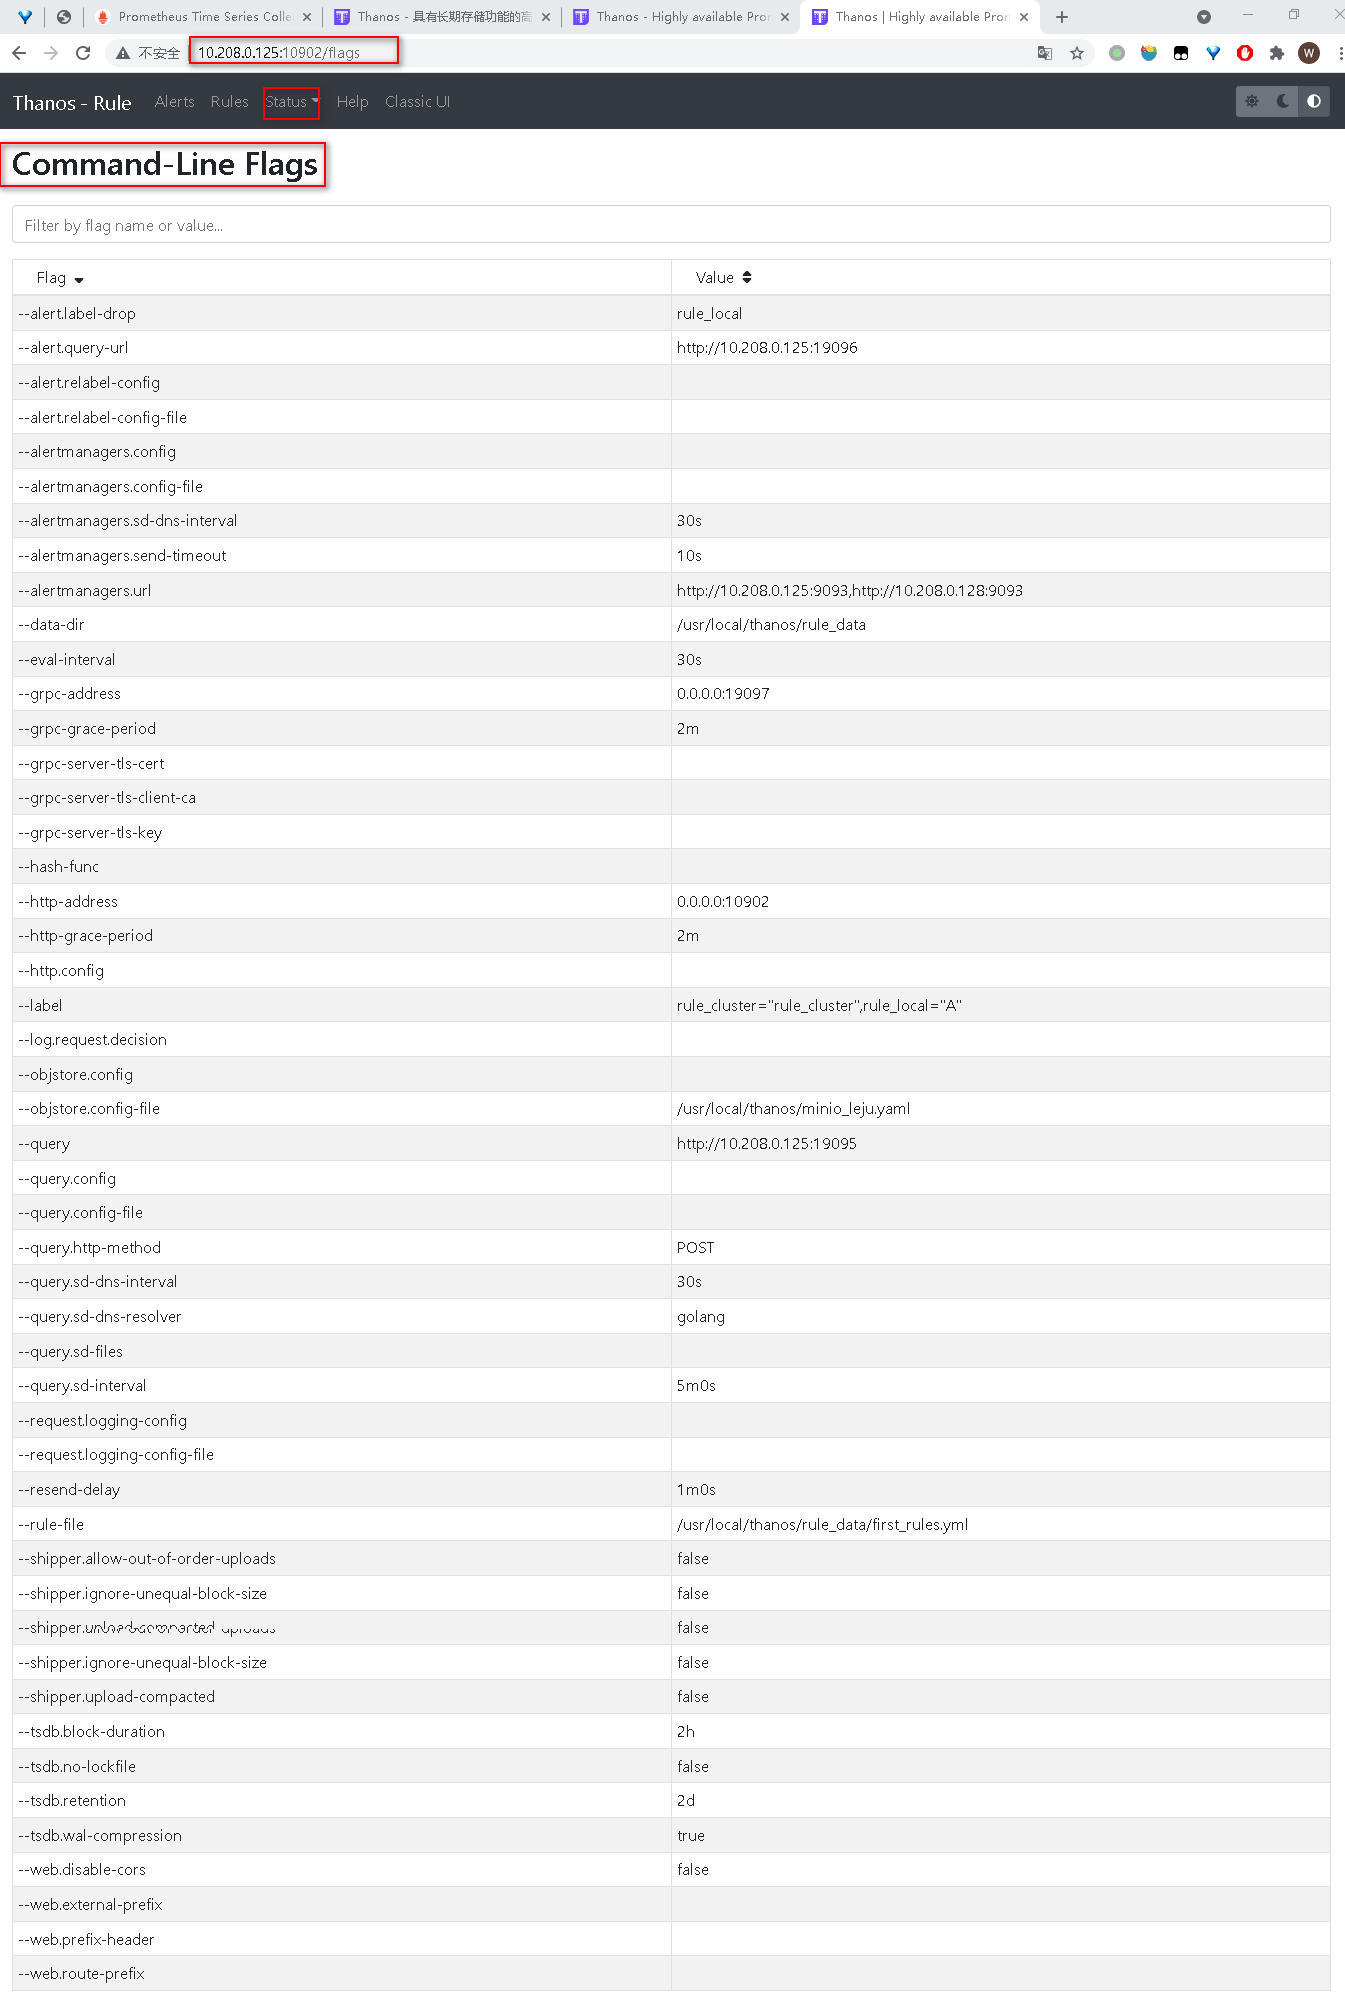 Prometheus Time Series Colle
Thanos - 具有长期存储功能的高
Thanos - Highly available Pror
Thanos | Highly available Pron
不安全 10.208.0.125:10902/flags
W
Thanos - Rule Alerts Rules Status Help Classic UI
Command-Line Flags
Filter by flag name or value...
Flag Value
--alert.label-drop rule_local
--alert.query-url http://10.208.0.125:19096
--alert.relabel-config
--alert.relabel-config-file
--alertmanagers.config
--alertmanagers.config-file
--alertmanagers.sd-dns-interval 30s
--alertmanagers.send-timeout 10s
--alertmanagers.url http://10.208.0.125:9093,http://10.208.0.128:9093
--data-dir /usr/local/thanos/rule_data
--eval-interval 30s
--grpc-address 0.0.0.0:19097
--grpc-grace-period 2m
--grpc-server-tls-cert
--grpc-server-tls-client-ca
--grpc-server-tls-key
--hash-func
--http-address 0.0.0.0:10902
--http-grace-period 2m
--http.config
--label rule_cluster="rule_cluster",rule_local="A"
--log.request.decision
--objstore.config
--objstore.config-file /usr/local/thanos/minio_leju.yaml
--query http://10.208.0.125:19095
--query.config
--query.config-file
--query.http-method POST
--query.sd-dns-interval 30s
--query.sd-dns-resolver golang
--query.sd-files
--query.sd-interval 5m0s
--request.logging-config
--request.logging-config-file
--resend-delay 1m0s
--rule-file /usr/local/thanos/rule_data/first_rules.yml
--shipper.allow-out-of-order-uploads false
--shipper.ignore-unequal-block-size false
--shipper. false
--shipper.ignore-unequal-block-size false
--shipper.upload-compacted false
--tsdb.block-duration 2h
--tsdb.no-lockfile false
--tsdb.retention 2d
--tsdb.wal-compression true
--web.disable-cors false
--web.external-prefix
--web.prefix-header
--web.route-prefix